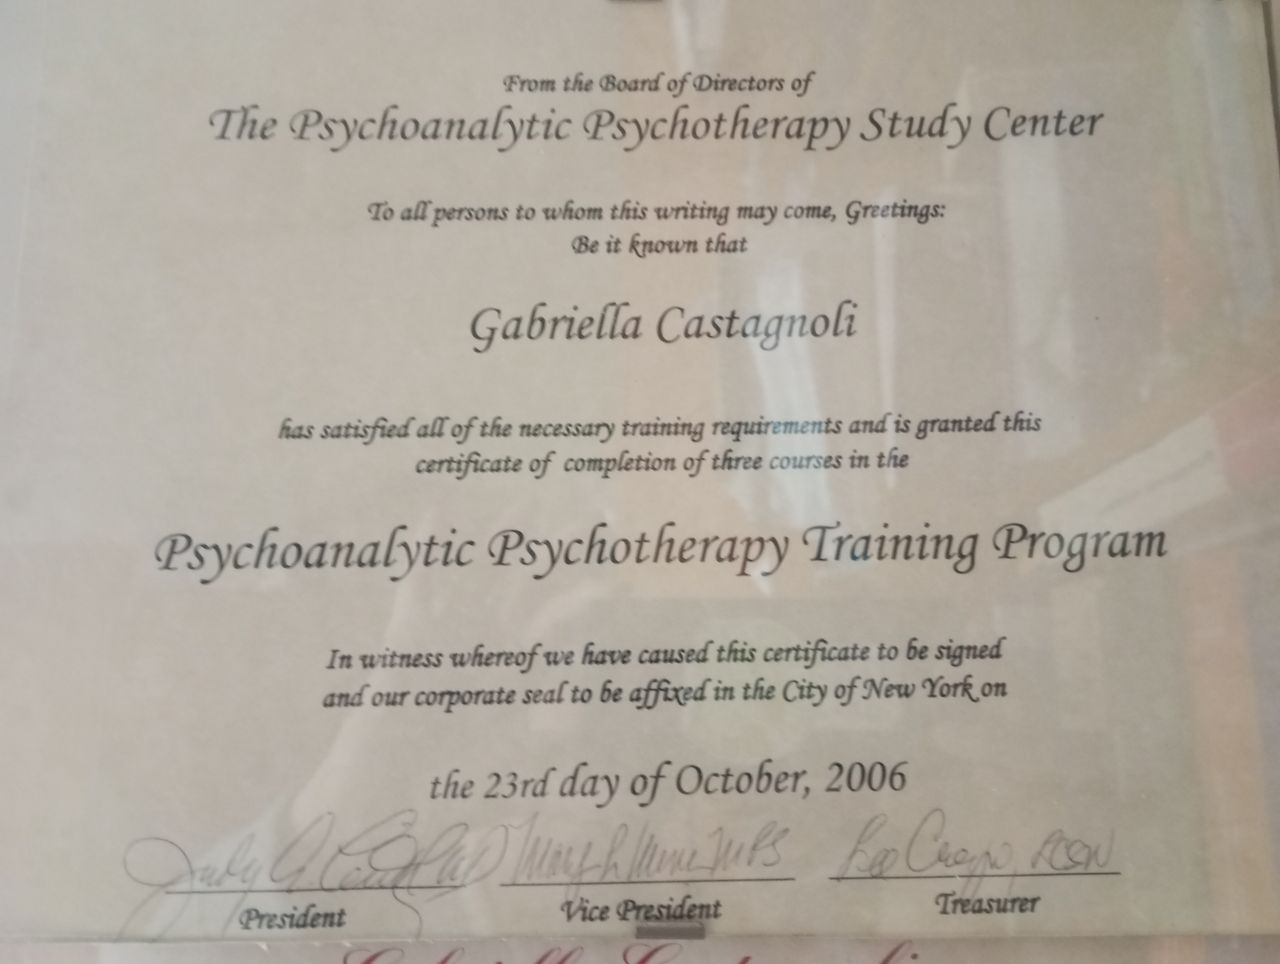 From the Board of Directors of
The Psychoanalytic Psychotherapy Study Center
To all persons to whom this writing may come, Greetings:
Be it known that
Gabriella Castagnoli
has satisfied all of the necessary training requirements and is granted this
certificate of completion of three courses in the
Psychoanalytic Psychotherapy Training Program
In witness whereof we have caused this certificate to be signed
and our corporate seal to be affixed in the City of New York on
the 23rd day of October, 2006
President Vice President Treasurer